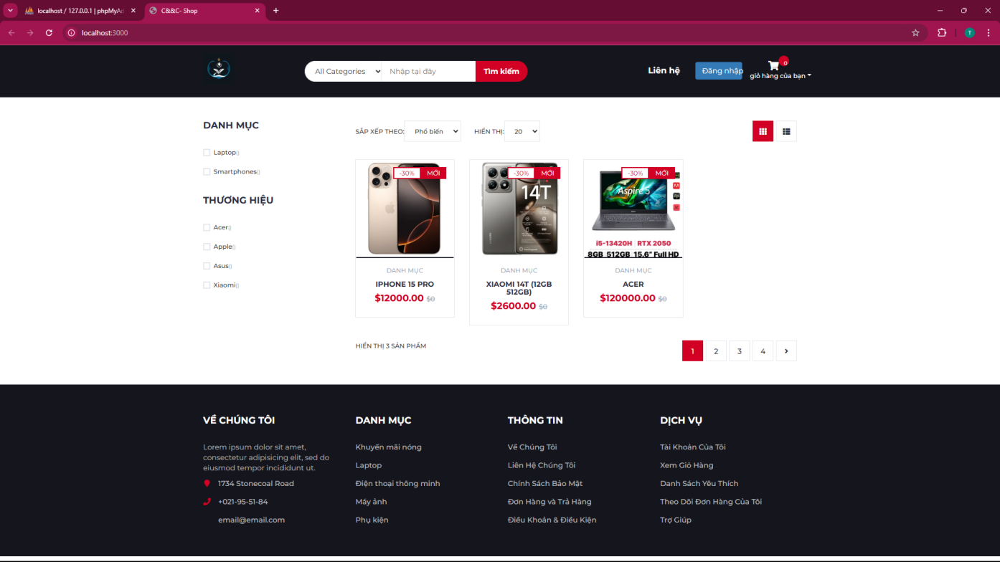 localhost / 127.0.0.1 | phpMyAd
C&&C- Shop
localhost:3000
All Categories
Nhập tại đây
Tìm kiếm
Liên hệ
Đăng nhập
0
giỏ hàng của bạn
DANH MỤC
Laptop()
Smartphones()
THƯƠNG HIỆU
Acer()
Apple()
Asus()
Xiaomi()
SẮP XẾP THEO: Phổ biến HIỂN THỊ: 20
-30% MỚI
DANH MỤC
IPHONE 15 PRO
$12000.00 $0
-30% MỚI
14T
DANH MỤC
XIAOMI 14T (12GB
512GB)
$2600.00 $0
-30% MỚI
Aspire 5
i5-13420H RTX 2050
8GB 512GB 15.6" Full HD
DANH MỤC
ACER
$120000.00 $0
HIỂN THỊ 3 SẢN PHẨM
1 2 3 4
VỀ CHÚNG TÔI
Lorem ipsum dolor sit amet,
consectetur adipisicing elit, sed do
eiusmod tempor incididunt ut.
1734 Stonecoal Road
+021-95-51-84
email@email.com
DANH MỤC
Khuyến mãi nóng
Laptop
Điện thoại thông minh
Máy ảnh
Phụ kiện
THÔNG TIN
Về Chúng Tôi
Liên Hệ Chúng Tôi
Chính Sách Bảo Mật
Đơn Hàng và Trả Hàng
Điều Khoản & Điều Kiện
DỊCH VỤ
Tài Khoản Của Tôi
Xem Giỏ Hàng
Danh Sách Yêu Thích
Theo Dõi Đơn Hàng Của Tôi
Trợ Giúp